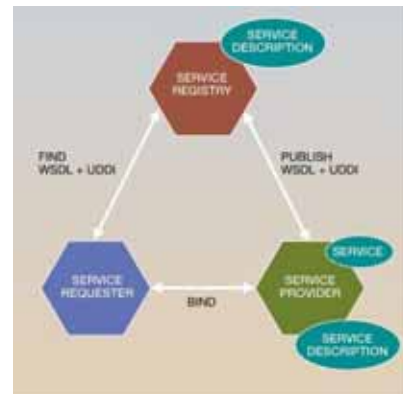 SERVICE
DESCRIPTION
SERVICE
REGISTRY
FIND
WSDL + UDDI
PUBLISH
WSDL + UDDI
SERVICE
SERVICE
REQUESTER
BIND
SERVICE
PROVIDER
SERVICE
DESCRIPTION